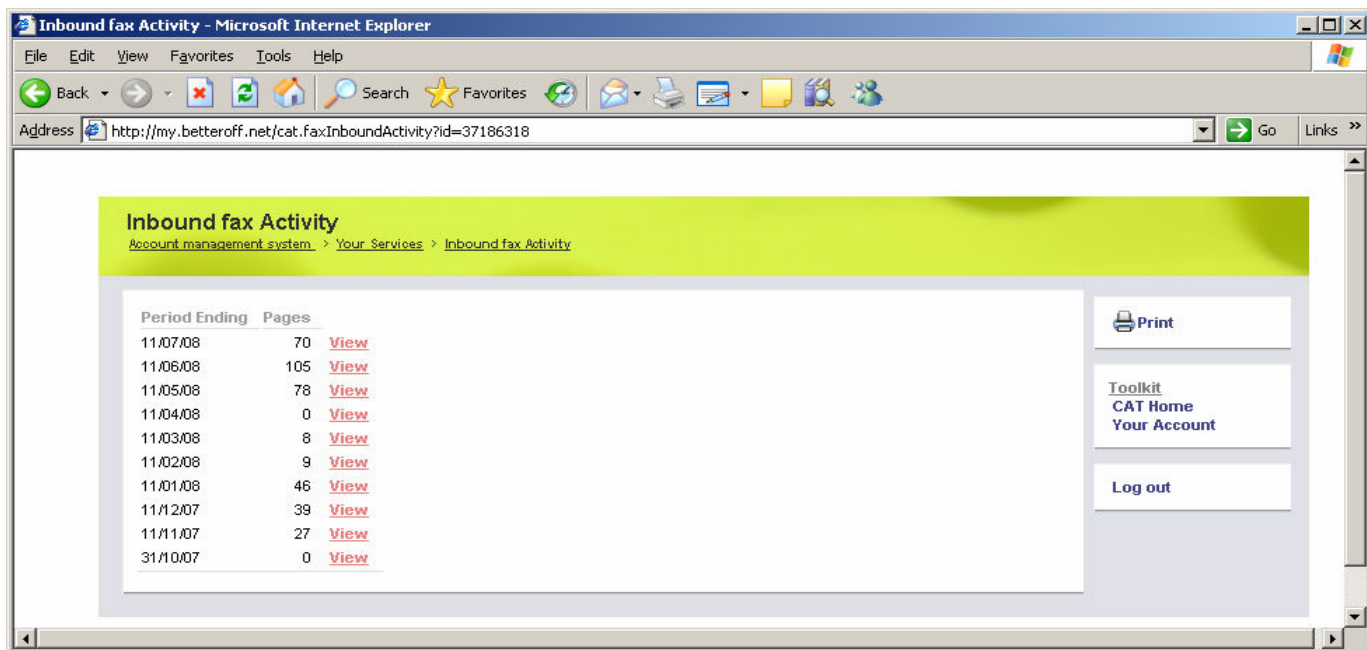 Inbound fax Activity - Microsoft Internet Explorer
File Edit View Favorites Tools Help
Back Search Favorites
Address http://my.betteroff.net/cat.faxInboundActivity?id=37186318 Go Links »
Inbound fax Activity
Account management system > Your Services > Inbound fax Activity
Period Ending Pages
11/07/08 70 View
11/06/08 105 View
11/05/08 78 View
11/04/08 0 View
11/03/08 8 View
11/02/08 9 View
11/01/08 46 View
11/12/07 39 View
11/11/07 27 View
31/10/07 0 View
Print
Toolkit
CAT Home
Your Account
Log out